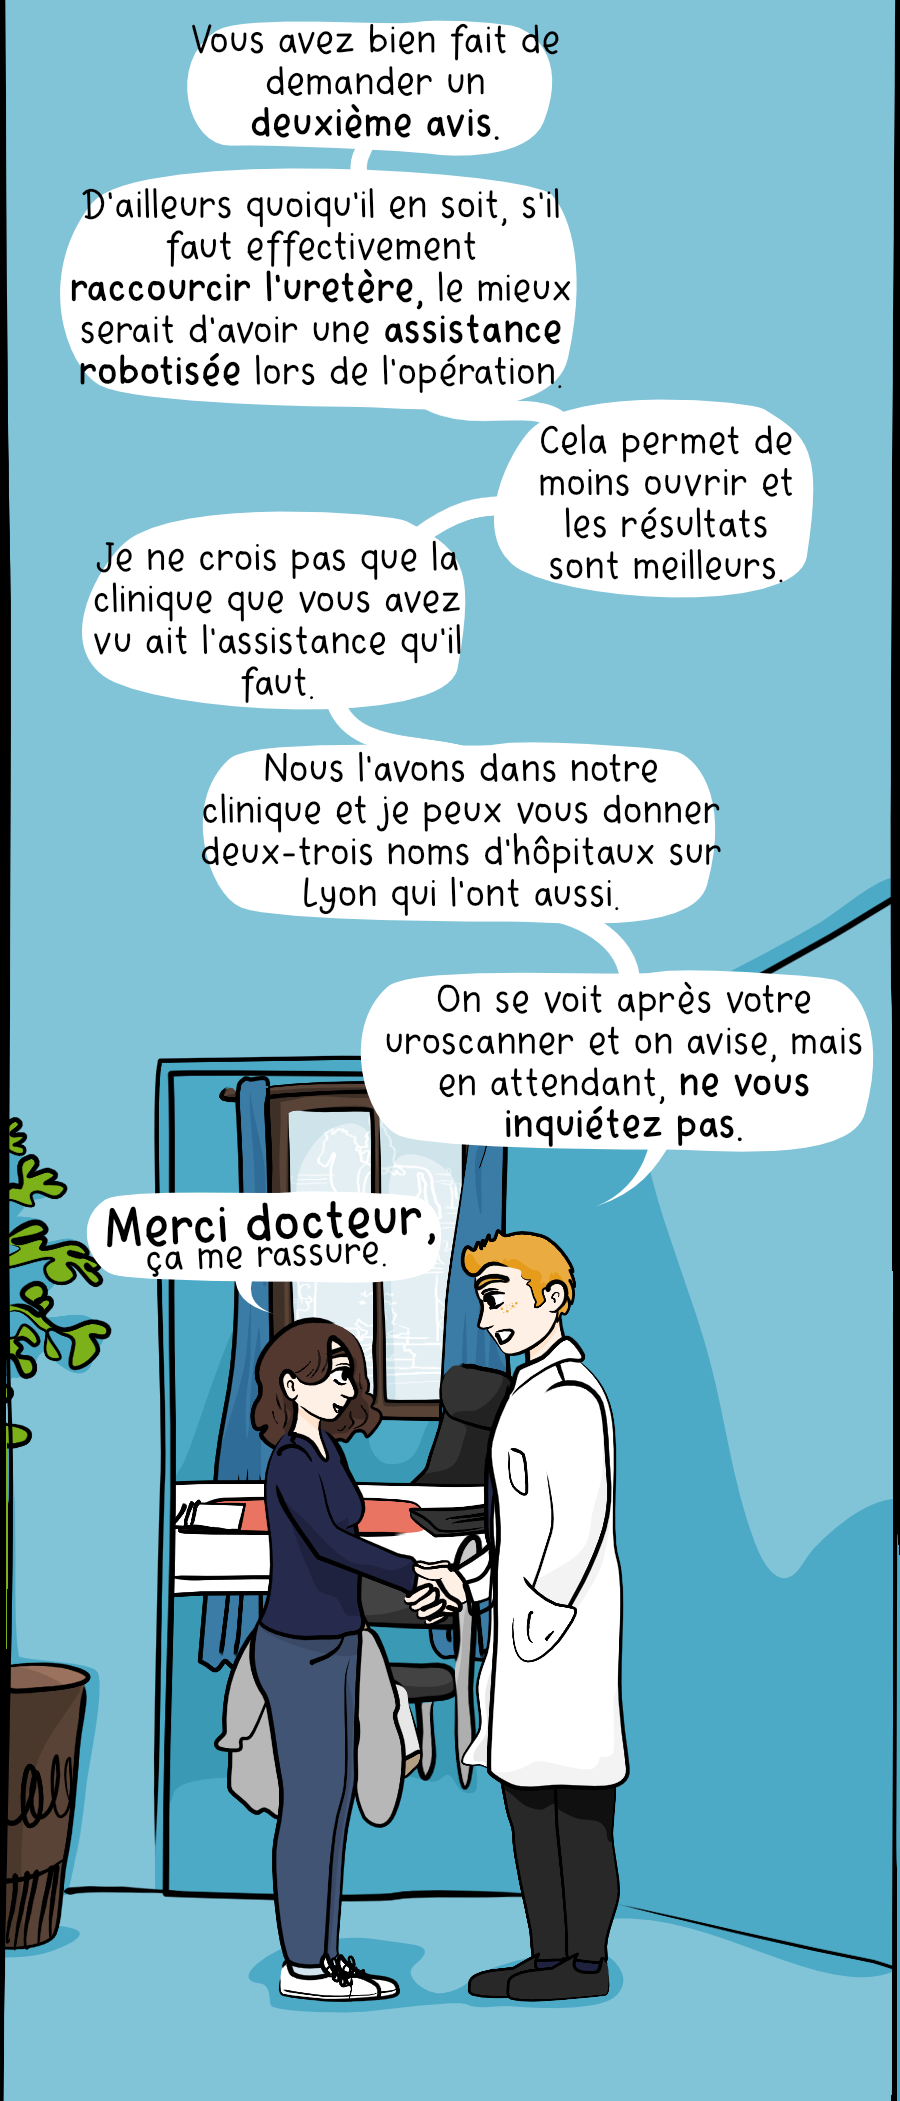 Vous avez bien fait de
demander un
deuxième avis.
D'ailleurs quoiqu'il en soit, s'il
faut effectivement
raccourcir l'uretère, le mieux
serait d'avoir une assistance
robotisée lors de l'opération.
Cela permet de
moins ouvrir et
les résultats
sont meilleurs.
Je ne crois pas que la
clinique que vous avez
vu ait l'assistance qu'il
faut.
Nous l'avons dans notre
clinique et je peux vous donner
deux-trois noms d'hôpitaux sur
Lyon qui l'ont aussi.
On se voit après votre
uroscanner et on avise, mais
en attendant, ne vous
inquiétez pas.
Merci docteur,
ça me rassure.